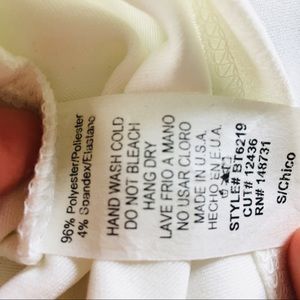 96% Polyester/Poliester
4% Spandex/Elastano
HAND WASH COLD
DO NOT BLEACH
HANG DRY
LAVE FRIO A MANO
NO USAR CLORO
MADE IN U.S.A.
HECHO EN E.U.A.
STYLE# BT8219
CUT# 12436
RN# 148731
S/Chico